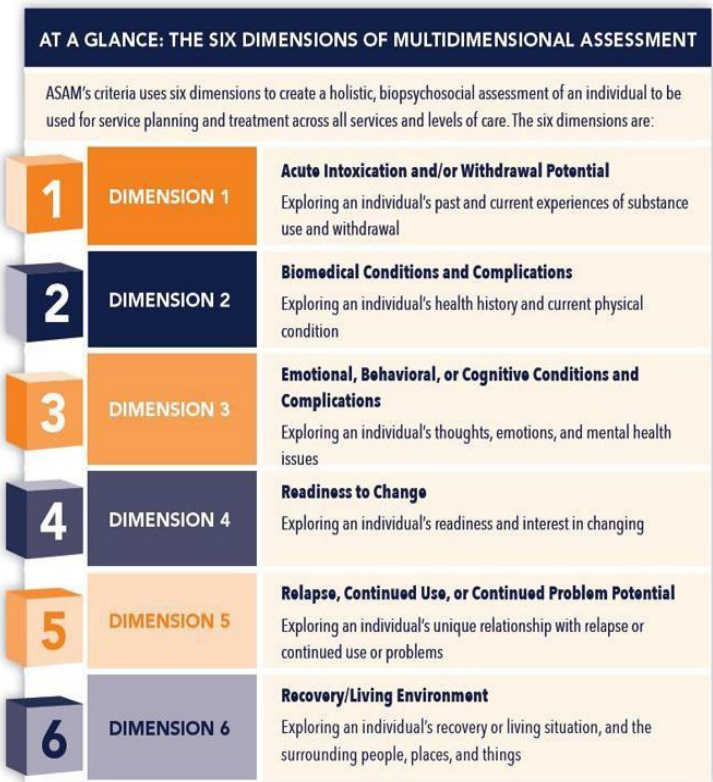 AT A GLANCE: THE SIX DIMENSIONS OF MULTIDIMENSIONAL ASSESSMENT
ASAM's criteria uses six dimensions to create a holistic, biopsychosocial assessment of an individual to be
used for service planning and treatment across all services and levels of care. The six dimensions are:
1
DIMENSION 1
Acute Intoxication and/or Withdrawal Potential
Exploring an individual's past and current experiences of substance
use and withdrawal
2
DIMENSION 2
Biomedical Conditions and Complications
Exploring an individual's health history and current physical
condition
3
DIMENSION 3
Emotional, Behavioral, or Cognitive Conditions and
Complications
Exploring an individual's thoughts, emotions, and mental health
issues
4
DIMENSION 4
Readiness to Change
Exploring an individual's readiness and interest in changing
5
DIMENSION 5
Relapse, Continued Use, or Continued Problem Potential
Exploring an individual's unique relationship with relapse or
continued use or problems
6
DIMENSION 6
Recovery/Living Environment
Exploring an individual's recovery or living situation, and the
surrounding people, places, and things